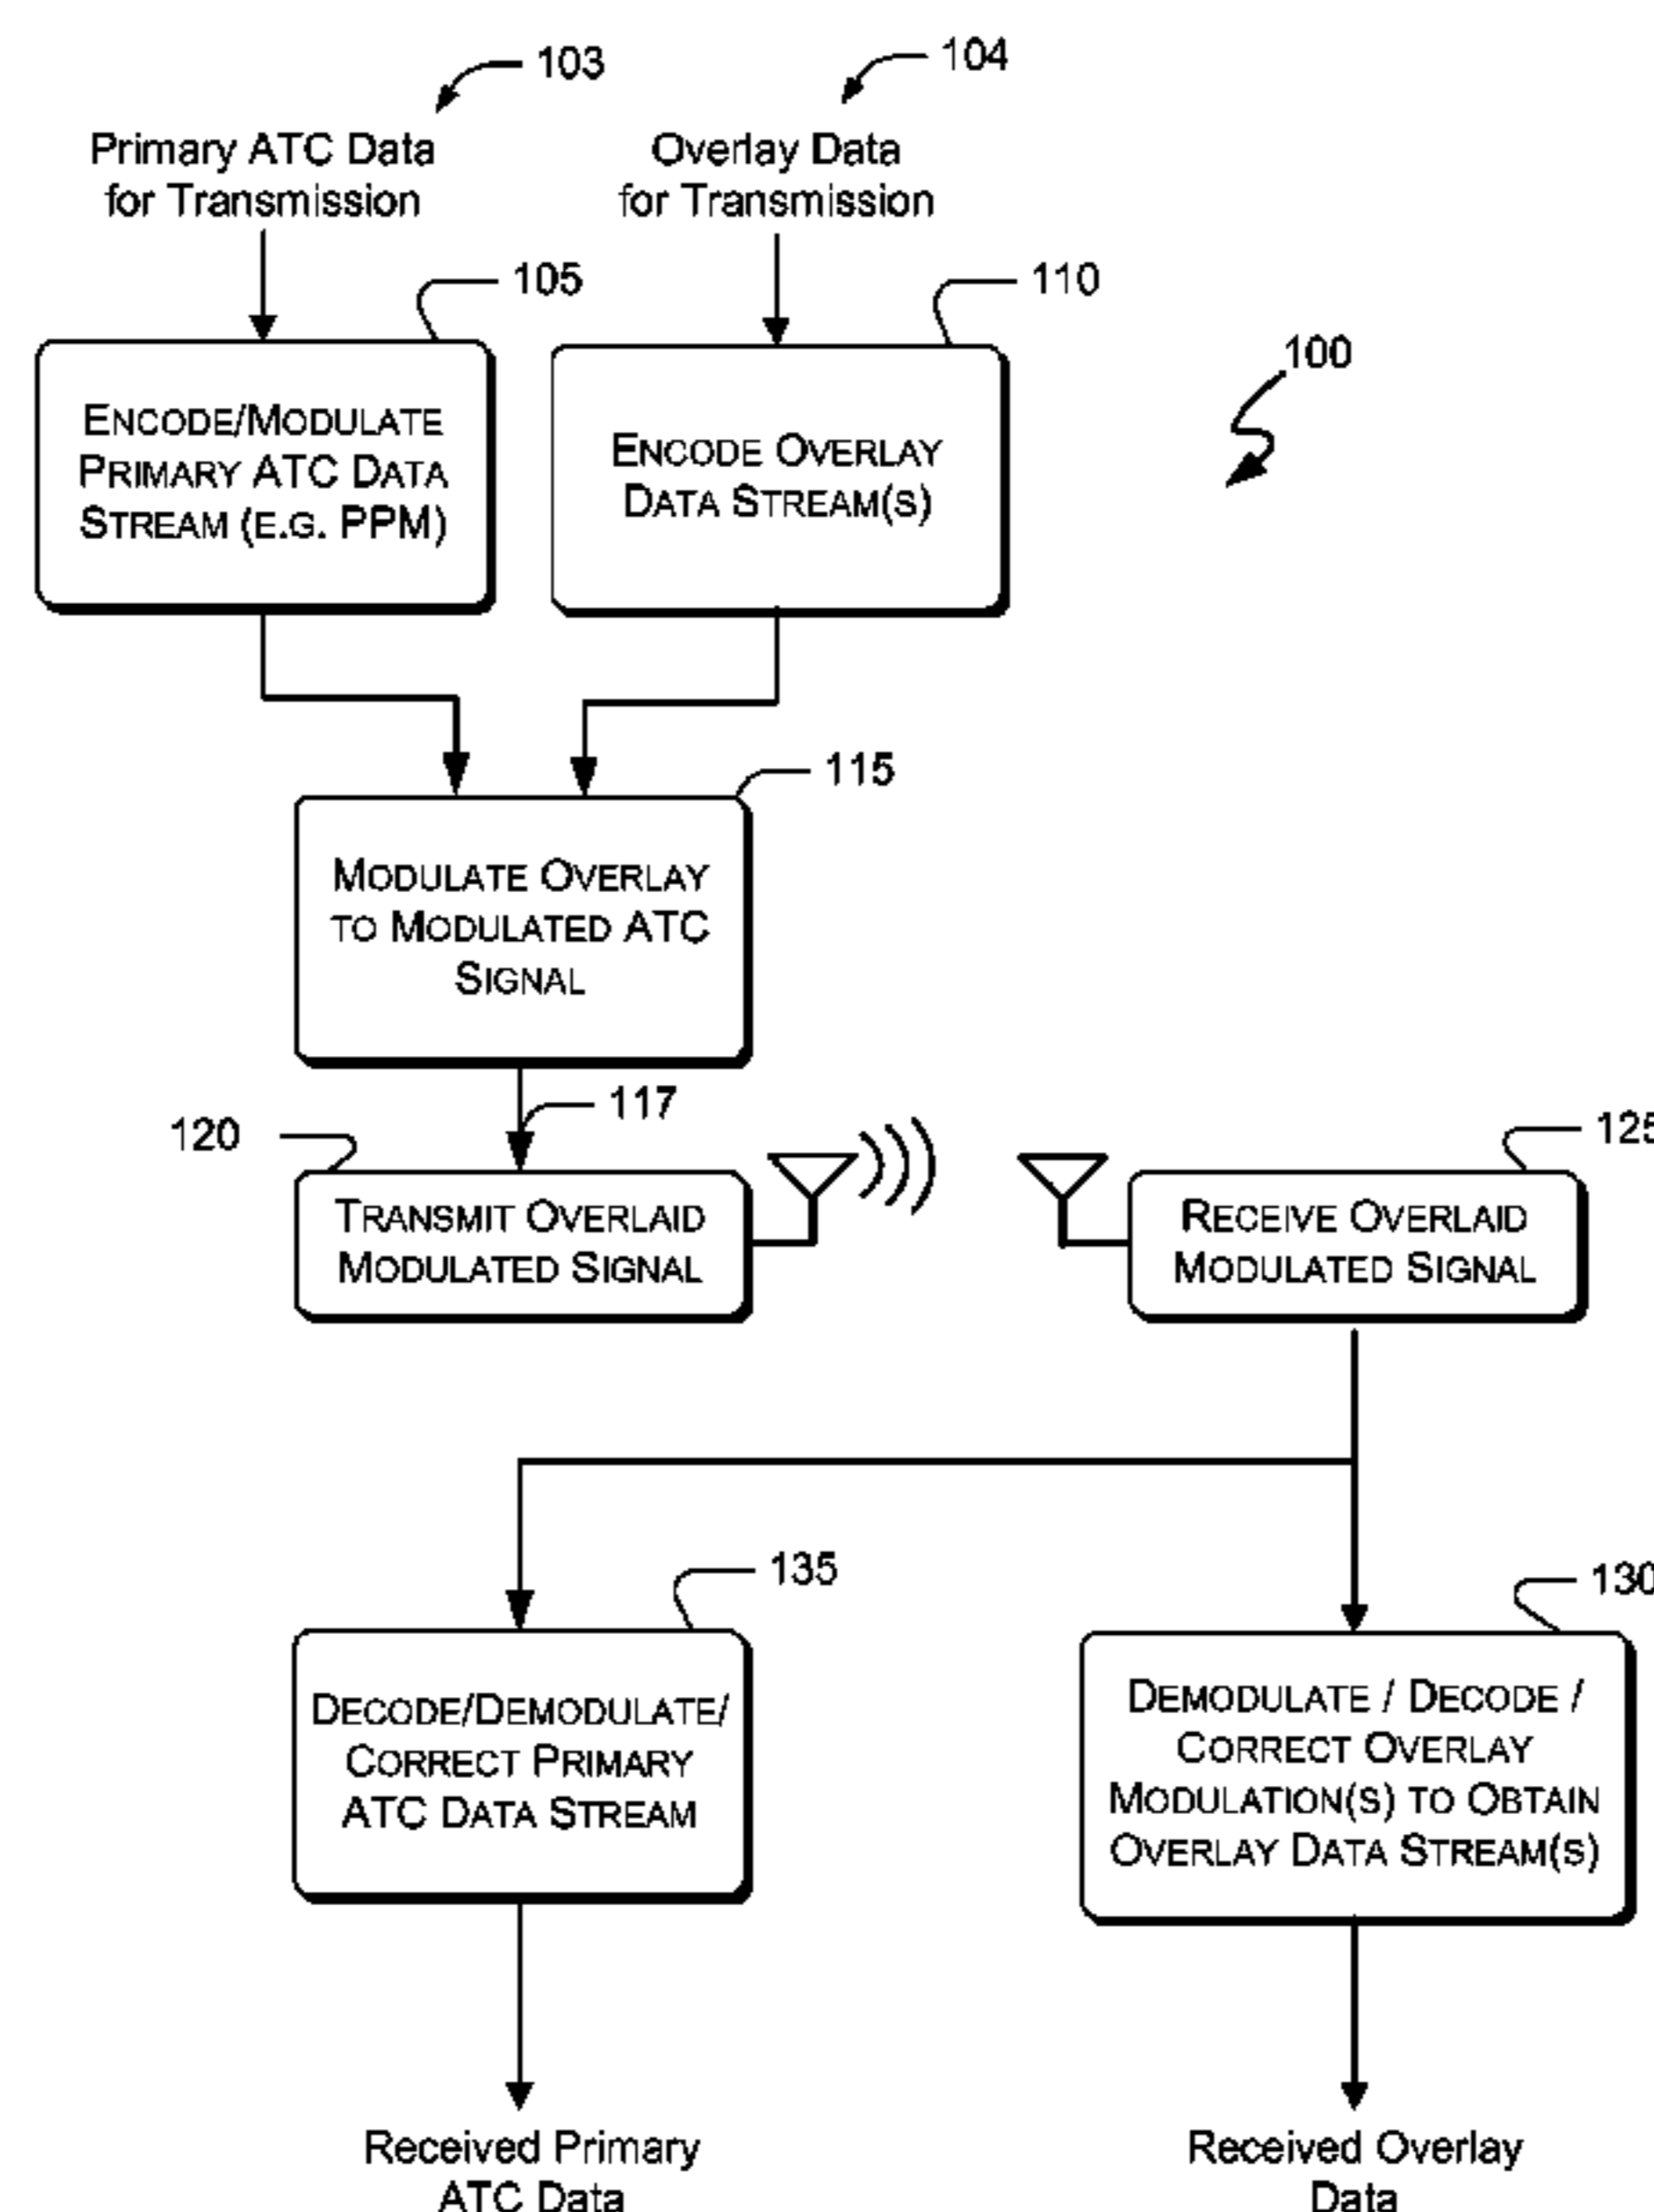 103
104
Primary ATC Data
for Transmission
Overlay Data
for Transmission
105
110
100
ENCODE/MODULATE
PRIMARY ATC DATA
STREAM (E.G. PPM)
ENCODE OVERLAY
DATA STREAM(S)
115
MODULATE OVERLAY
TO MODULATED ATC
SIGNAL
117
120
125
TRANSMIT OVERLAID
MODULATED SIGNAL
RECEIVE OVERLAID
MODULATED SIGNAL
135
130
DECODE/DEMODULATE/
CORRECT PRIMARY
ATC DATA STREAM
DEMODULATE / DECODE /
CORRECT OVERLAY
MODULATION(S) TO OBTAIN
OVERLAY DATA STREAM(S)
Received Primary
ATC Data
Received Overlay
Data